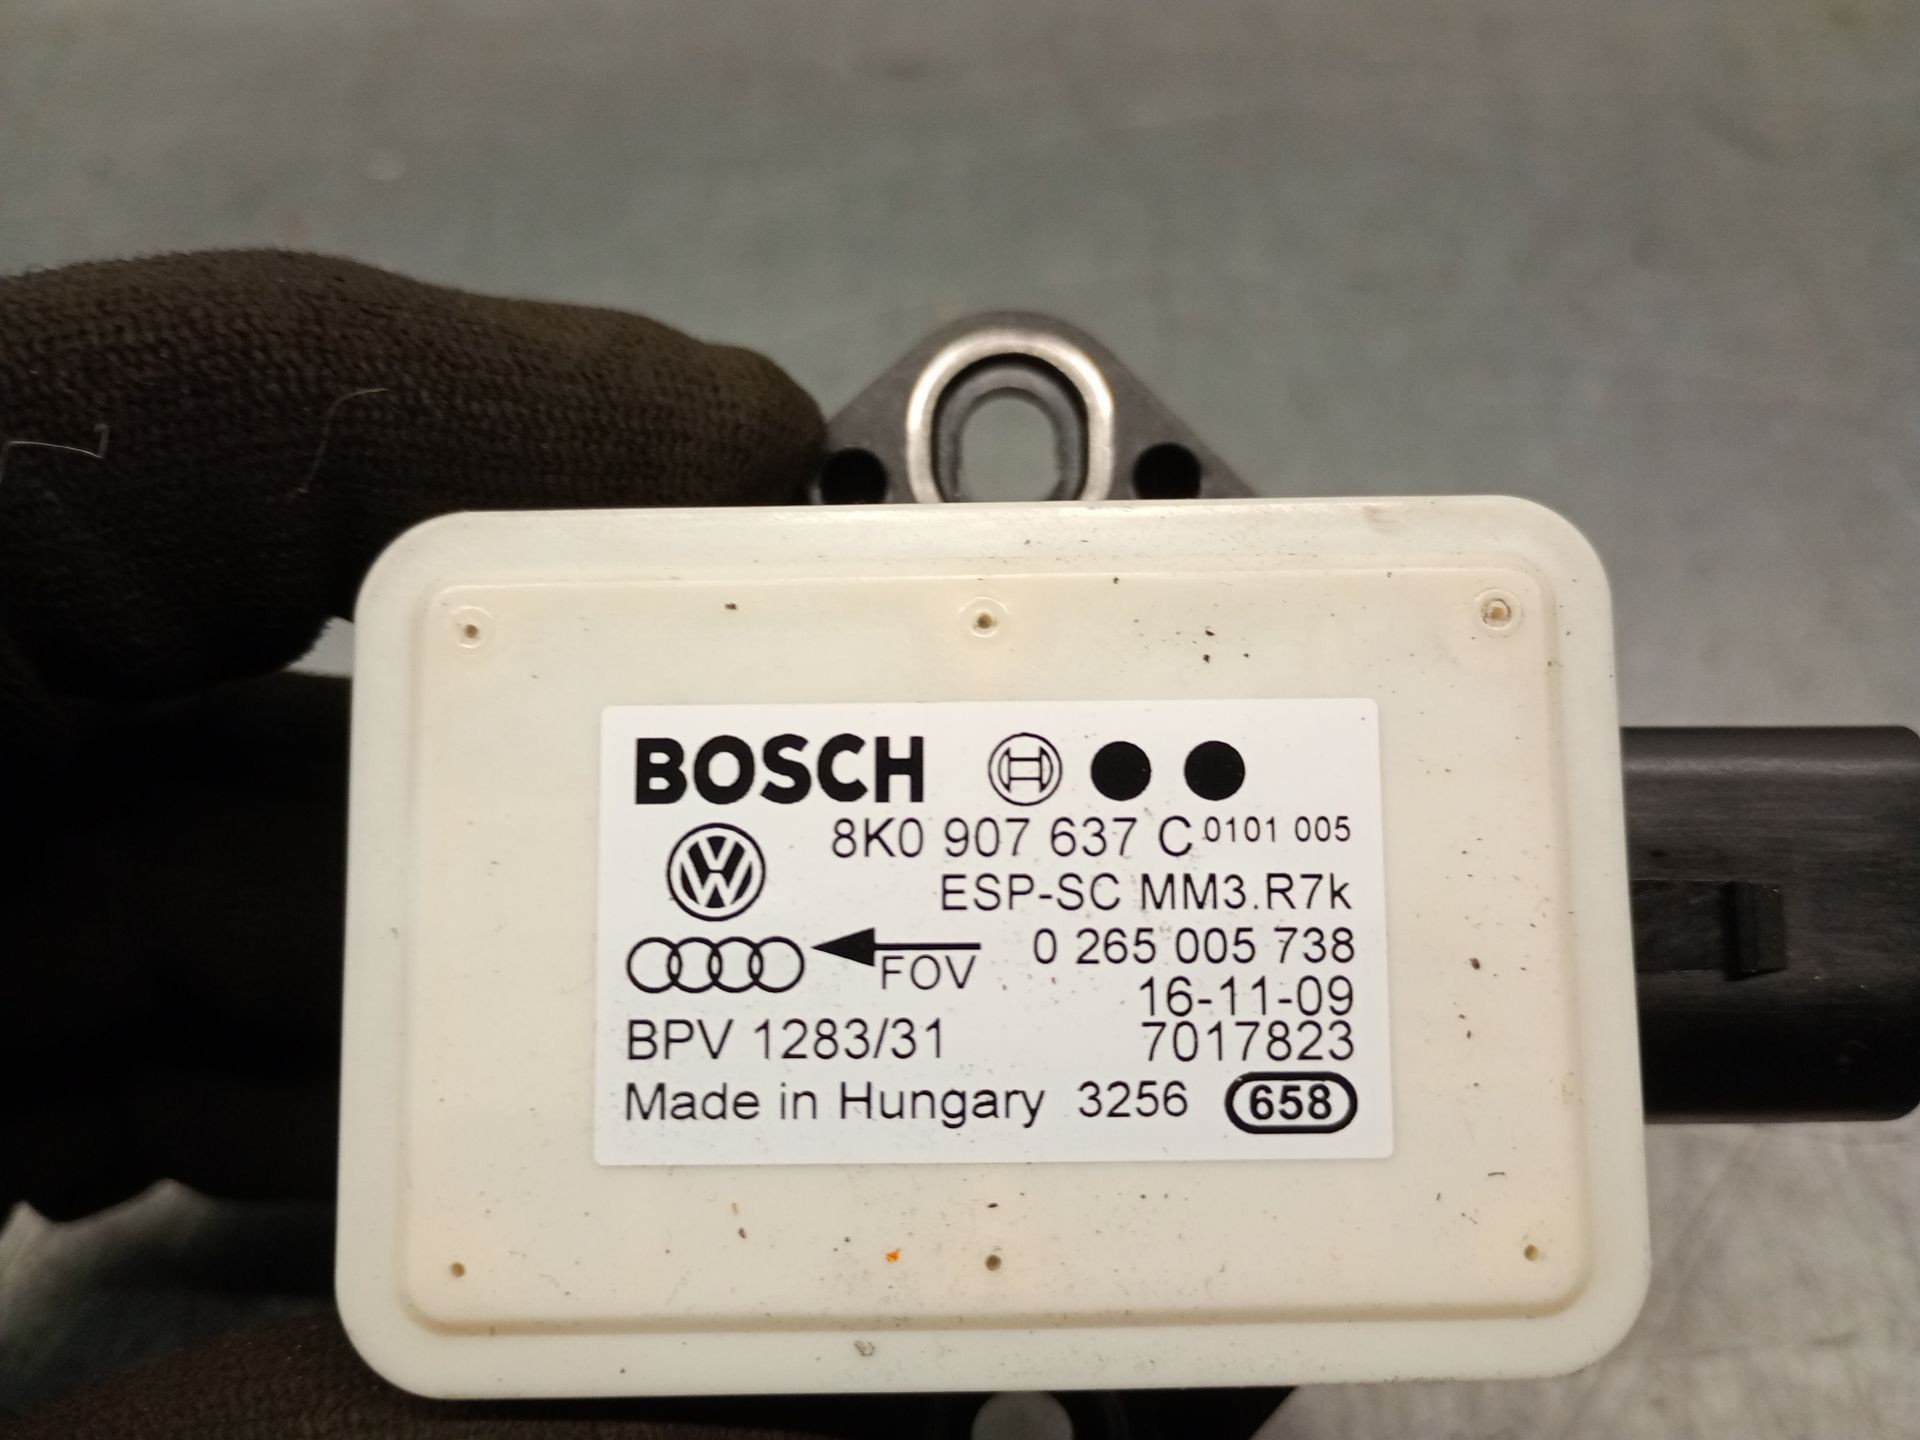 BOSCH
8K0 907 637 C 0101 005
ESP-SC MM3.R7k
FOV 0 265 005 738
16-11-09
BPV 1283/31 7017823
Made in Hungary 3256 658